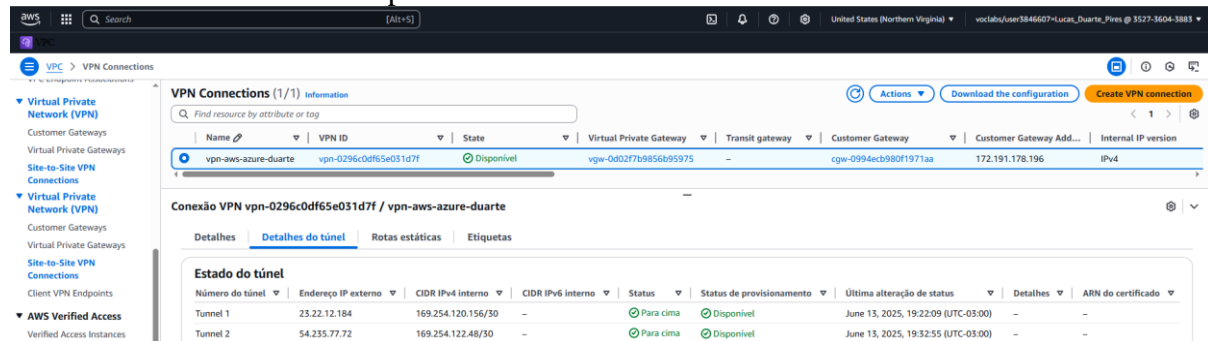 aws Search [Alt+S] United States (Northern Virginia) voclabs/user3846607=Lucas_Duarte_Pires @ 3527-3604-3883
VPC
VPC > VPN Connections
VPC Endpoint Associations
Virtual Private Network (VPN)
Customer Gateways
Virtual Private Gateways
Site-to-Site VPN Connections
Virtual Private Network (VPN)
Customer Gateways
Virtual Private Gateways
Site-to-Site VPN Connections
Client VPN Endpoints
AWS Verified Access
Verified Access Instances
VPN Connections (1/1) Information
Actions Download the configuration Create VPN connection
Find resource by attribute or tag
1
Name VPN ID State Virtual Private Gateway Transit gateway Customer Gateway Customer Gateway Add... Internal IP version
vpn-aws-azure-duarte vpn-0296c0df65e031d7f Disponível vgw-0d02f7b9856b95975 – cgw-0994ecb980f1971aa 172.191.178.196 IPv4
Conexão VPN vpn-0296c0df65e031d7f / vpn-aws-azure-duarte
Detalhes Detalhes do túnel Rotas estáticas Etiquetas
Estado do túnel
Número do túnel Endereço IP externo CIDR IPv4 interno CIDR IPv6 interno Status Status de provisionamento Última alteração de status Detalhes ARN do certificado
Tunnel 1 23.22.12.184 169.254.120.156/30 – Para cima Disponível June 13, 2025, 19:22:09 (UTC-03:00) – –
Tunnel 2 54.235.77.72 169.254.122.48/30 – Para cima Disponível June 13, 2025, 19:32:55 (UTC-03:00) – –